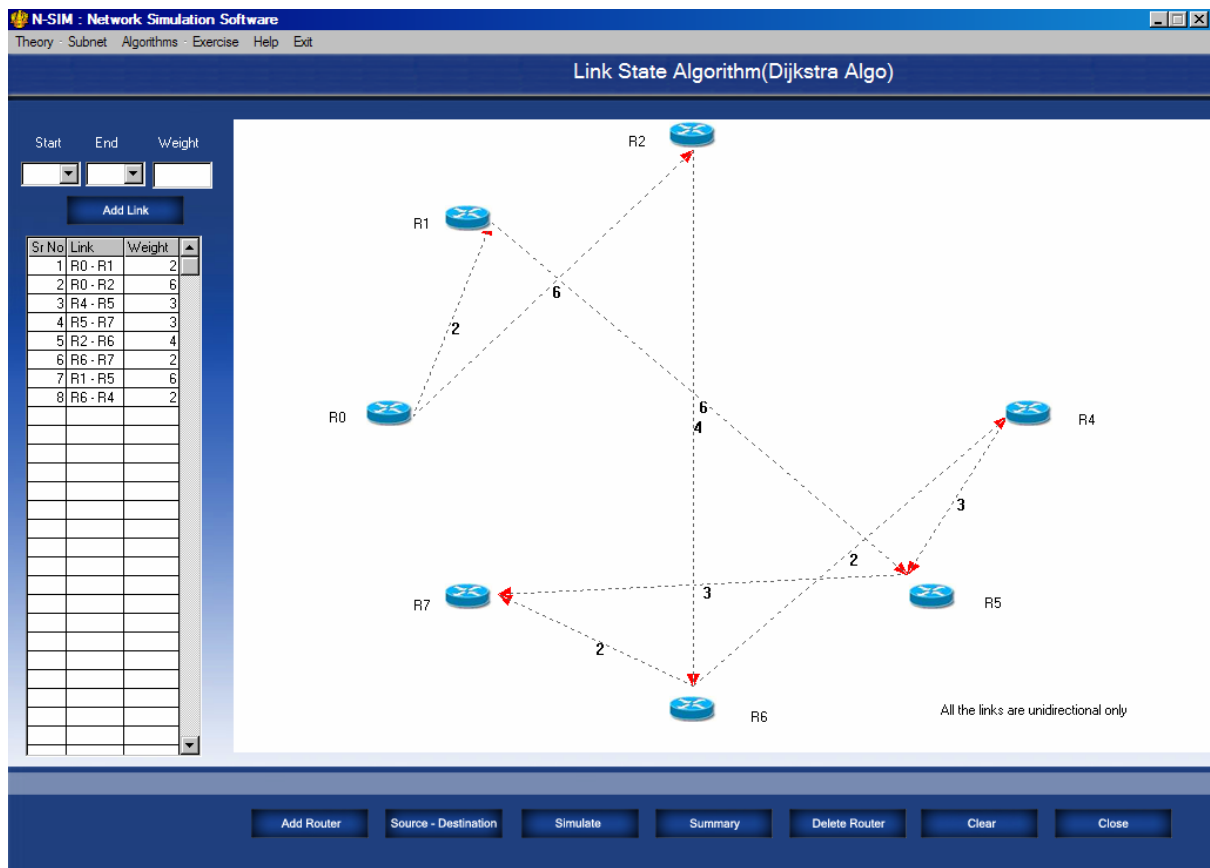 N-SIM : Network Simulation Software
Theory - Subnet Algorithms - Exercise Help Exit
Link State Algorithm(Dijkstra Algo)
Start End Weight
Add Link
Sr No Link Weight
1 R0 - R1 2
2 R0 - R2 6
3 R4 - R5 3
4 R5 - R7 3
5 R2 - R6 4
6 R6 - R7 2
7 R1 - R5 6
8 R6 - R4 2
R2
R1
6
2
R0
6
4
R4
3
2
R7
3
R5
2
R6
All the links are unidirectional only
Add Router Source - Destination Simulate Summary Delete Router Clear Close